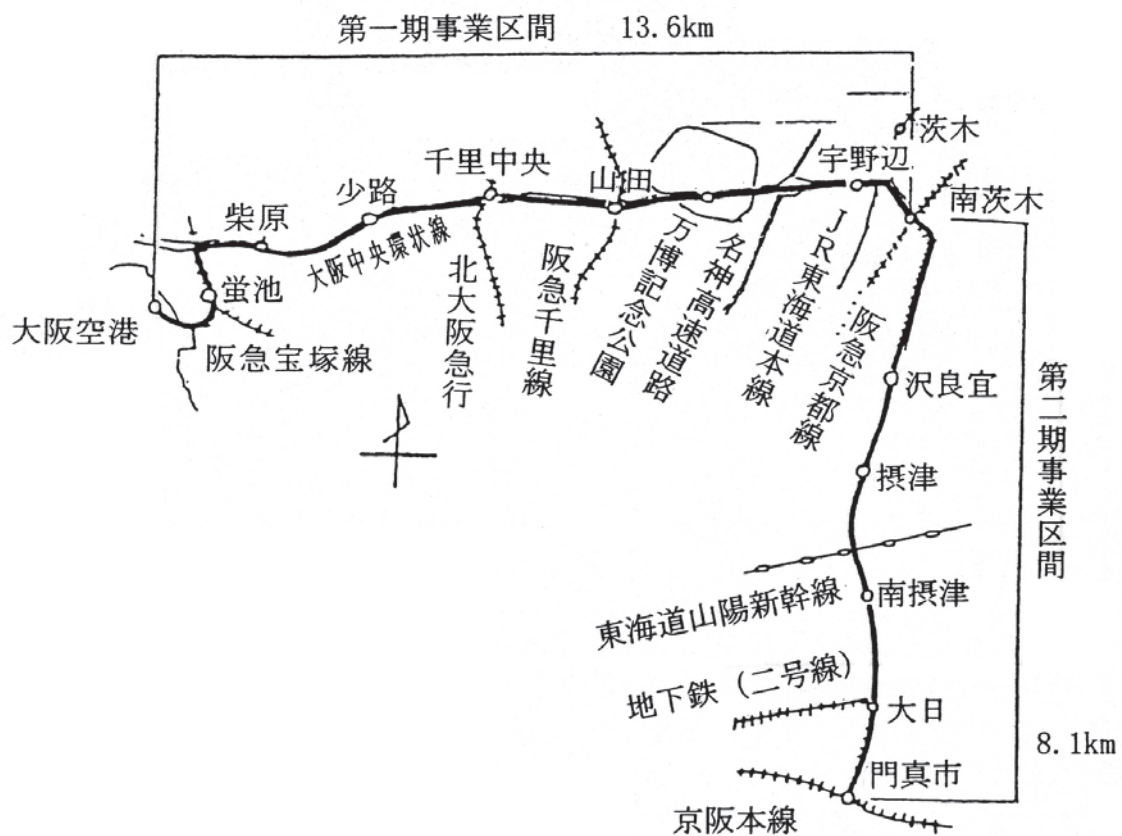 第一期事業区間 13.6km
茨木
宇野辺
千里中央
山田
南茨木
少路
柴原
大阪中央環状線
万博記念公園
名神高速道路
JR東海道本線
阪急京都線
北大阪急行
阪急千里線
蛍池
大阪空港
阪急宝塚線
沢良宜
第二期事業区間
摂津
南摂津
東海道山陽新幹線
地下鉄(二号線)
大日
8.1km
門真市
京阪本線